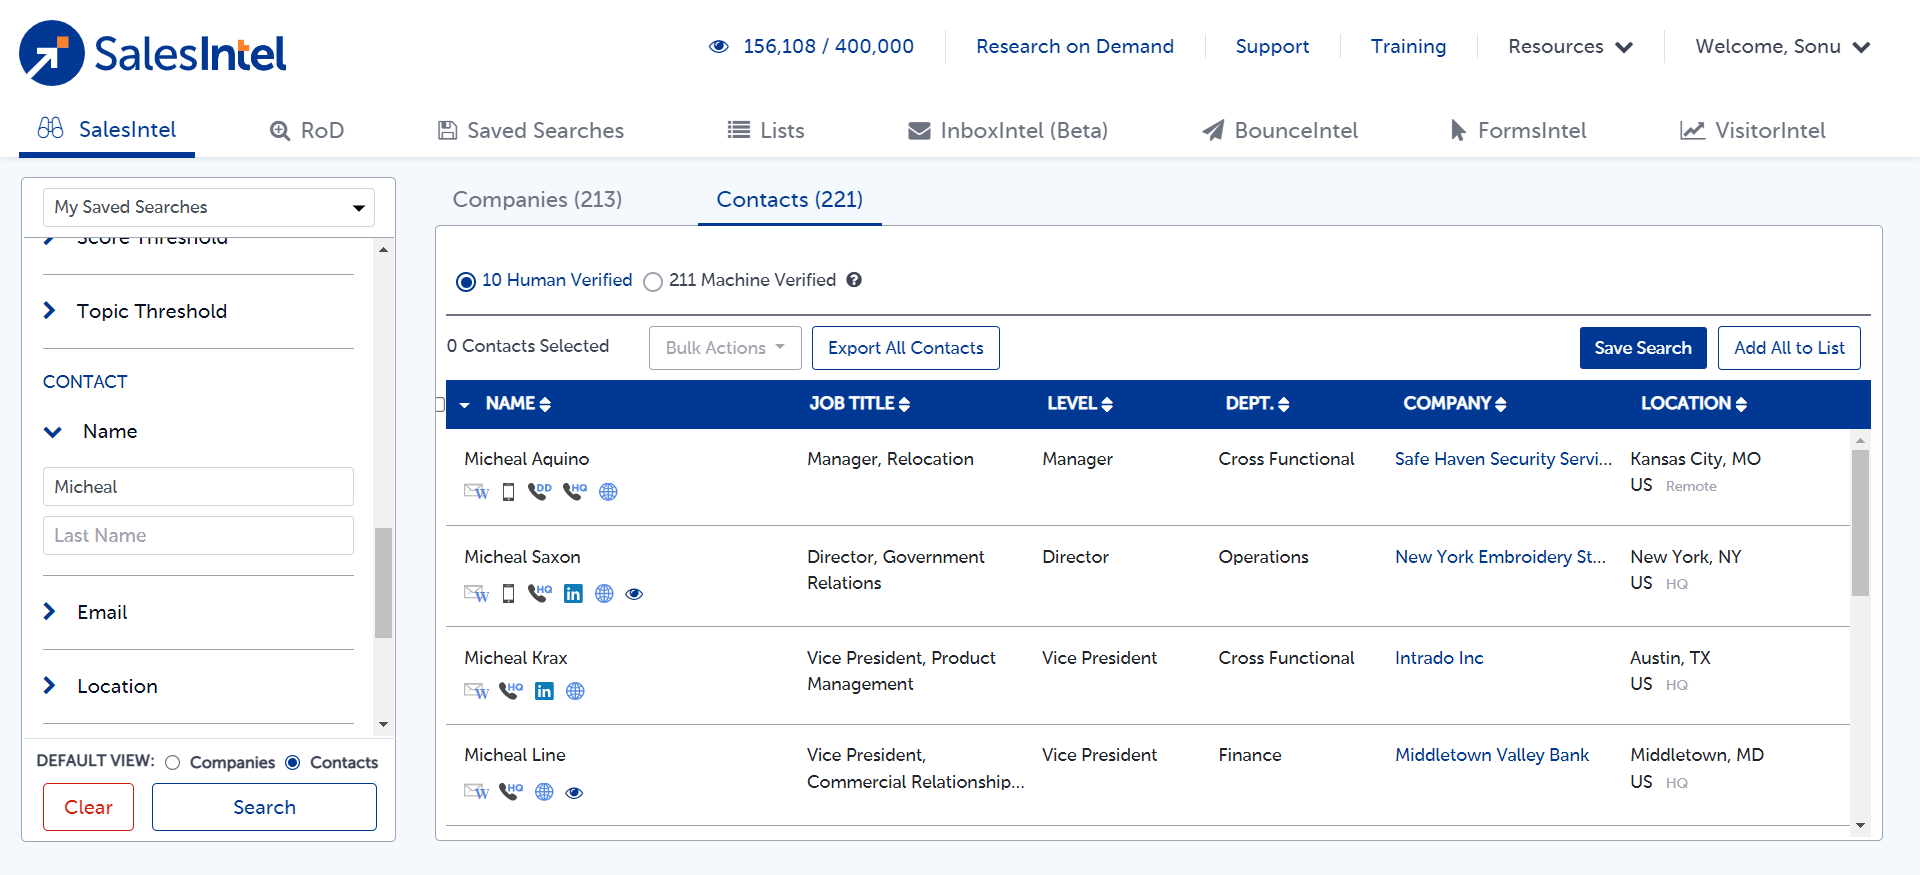 SalesIntel
156,108 / 400,000
Research on Demand
Support
Training
Resources
Welcome, Sonu
SalesIntel
RoD
Saved Searches
Lists
InboxIntel (Beta)
BounceIntel
FormsIntel
VisitorIntel
My Saved Searches
Score Threshold
Topic Threshold
CONTACT
Name
Micheal
Last Name
Email
Location
DEFAULT VIEW: Companies Contacts
Clear
Search
Companies (213)
Contacts (221)
10 Human Verified
211 Machine Verified ?
0 Contacts Selected
Bulk Actions
Export All Contacts
Save Search
Add All to List
NAME JOB TITLE LEVEL DEPT. COMPANY LOCATION
Micheal Aquino Manager, Relocation Manager Cross Functional Safe Haven Security Servi... Kansas City, MO
W DD HQ US Remote
Micheal Saxon Director, Government Director Operations New York Embroidery St... New York, NY
Relations US HQ
W HQ in
Micheal Krax Vice President, Product Vice President Cross Functional Intrado Inc Austin, TX
Management US HQ
W HQ in
Micheal Line Vice President, Vice President Finance Middletown Valley Bank Middletown, MD
Commercial Relationship... US HQ
W HQ